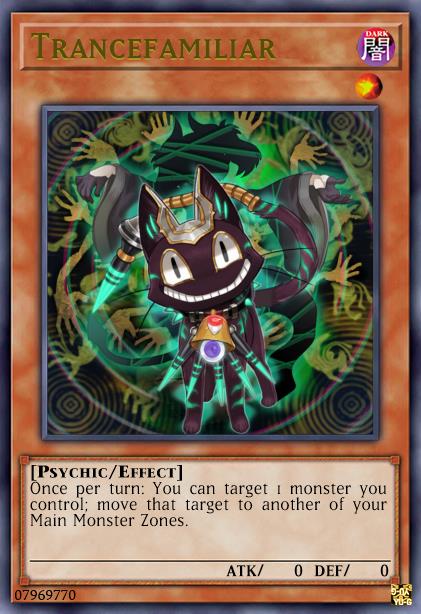 Trancefamiliar
DARK
闇
[Psychic/Effect]
Once per turn: You can target 1 monster you
control; move that target to another of your
Main Monster Zones.
ATK/ 0 DEF/ 0
07969770